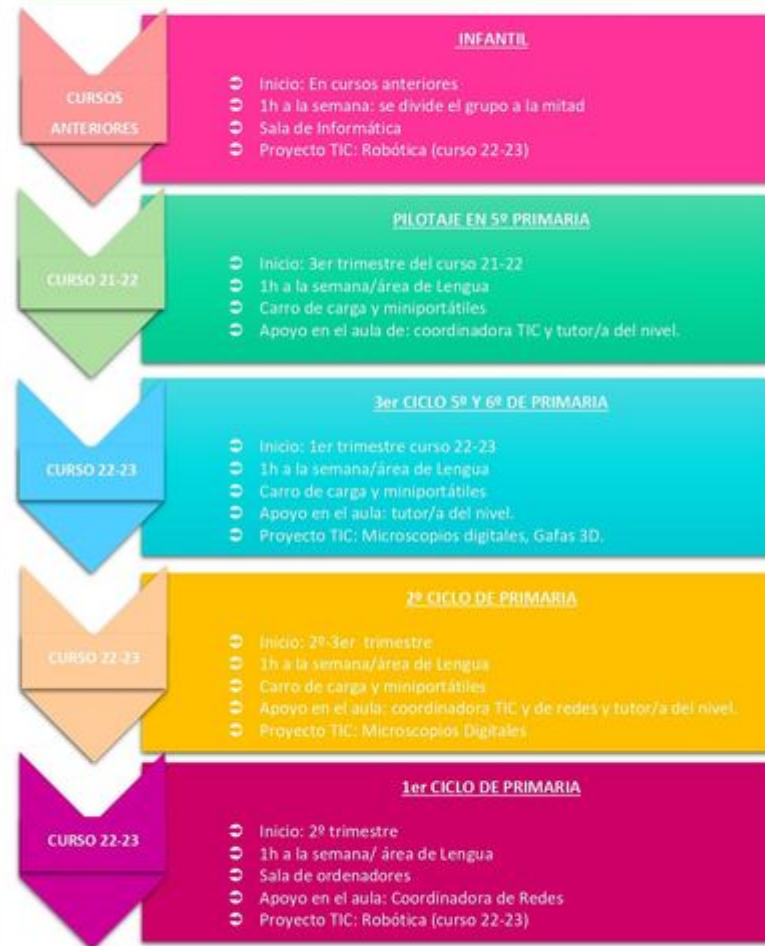 CURSOS
ANTERIORES
INFANTIL
Inicio: En cursos anteriores
1h a la semana: se divide el grupo a la mitad
Sala de Informática
Proyecto TIC: Robótica (curso 22-23)
CURSO 21-22
PILOTAJE EN 5º PRIMARIA
Inicio: 3er trimestre del curso 21-22
1h a la semana/área de Lengua
Carro de carga y miniportátiles
Apoyo en el aula de: coordinadora TIC y tutor/a del nivel.
CURSO 22-23
3er CICLO 5º Y 6º DE PRIMARIA
Inicio: 1er trimestre curso 22-23
1h a la semana/área de Lengua
Carro de carga y miniportátiles
Apoyo en el aula: tutor/a del nivel.
Proyecto TIC: Microscopios digitales, Gafas 3D.
CURSO 22-23
2º CICLO DE PRIMARIA
Inicio: 2º-3er trimestre
1h a la semana/área de Lengua
Carro de carga y miniportátiles
Apoyo en el aula: coordinadora TIC y de redes y tutor/a del nivel.
Proyecto TIC: Microscopios Digitales
CURSO 22-23
1er CICLO DE PRIMARIA
Inicio: 2º trimestre
1h a la semana/ área de Lengua
Sala de ordenadores
Apoyo en el aula: Coordinadora de Redes
Proyecto TIC: Robótica (curso 22-23)